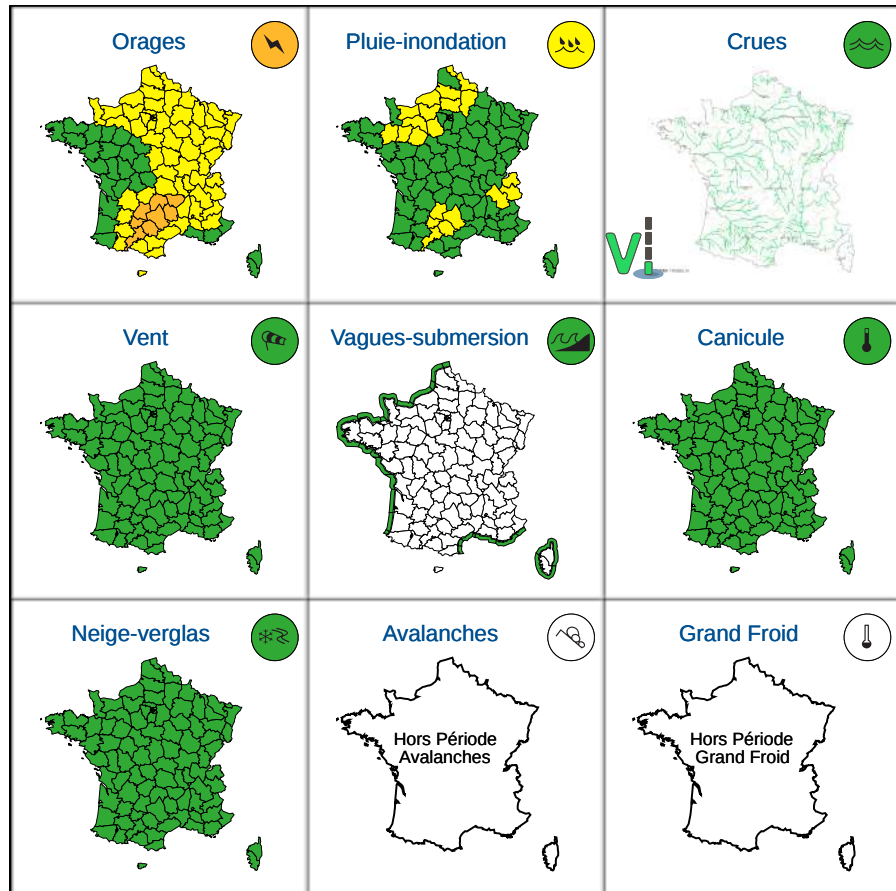 Orages
Pluie-inondation
Crues
Vent
Vagues-submersion
Canicule
Neige-verglas
Avalanches
Grand Froid
Hors Période
Avalanches
Hors Période
Grand Froid